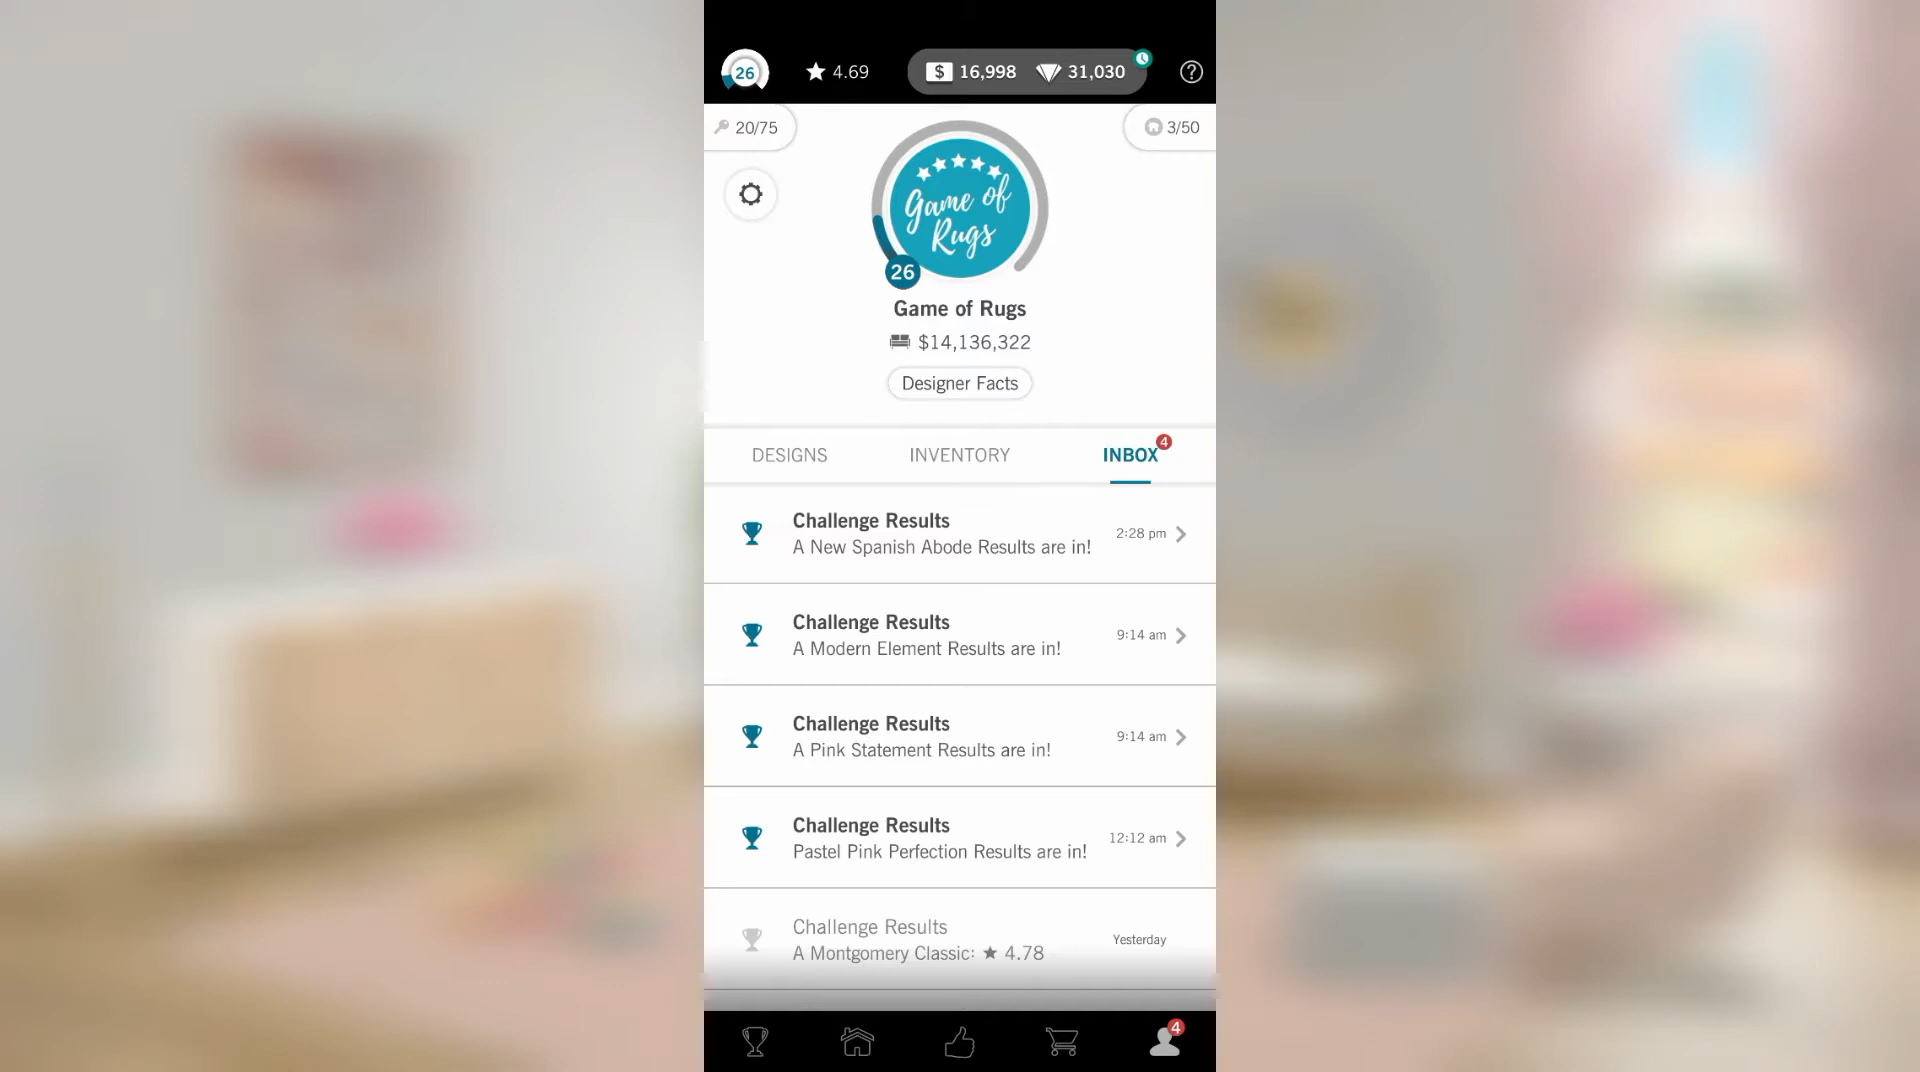 26 4.69 $ 16,998 31,030 ?
20/75 3/50
Game of
Rugs
26
Game of Rugs
$14,136,322
Designer Facts
DESIGNS INVENTORY INBOX 4
Challenge Results
A New Spanish Abode Results are in! 2:28 pm
Challenge Results
A Modern Element Results are in! 9:14 am
Challenge Results
A Pink Statement Results are in! 9:14 am
Challenge Results
Pastel Pink Perfection Results are in! 12:12 am
Challenge Results
A Montgomery Classic: ★ 4.78 Yesterday
4